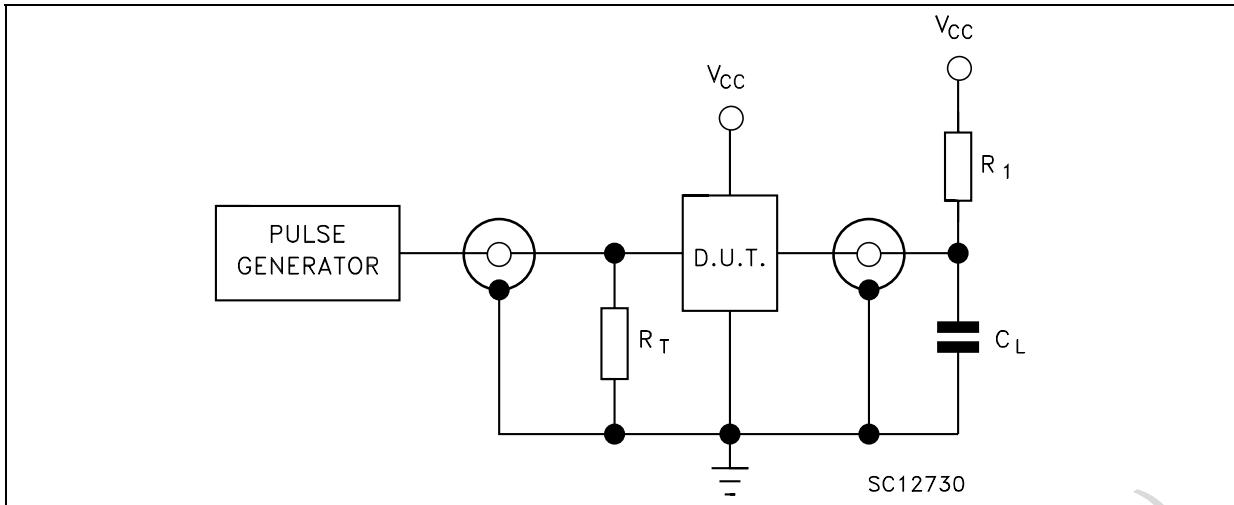 VCC
VCC
R1
PULSE
GENERATOR
D.U.T.
RT
CL
SC12730